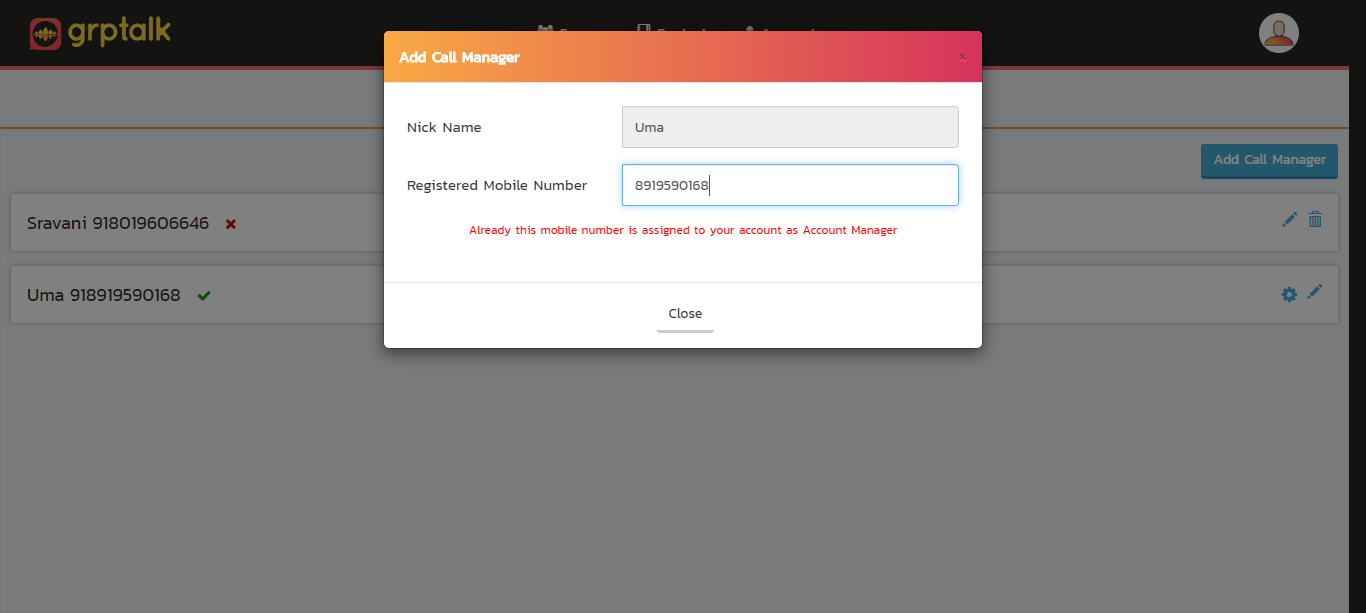 grptalk
Add Call Manager
×
Nick Name
Uma
Registered Mobile Number
8919590168
Already this mobile number is assigned to your account as Account Manager
Close
Add Call Manager
Sravani 918019606646
Uma 918919590168